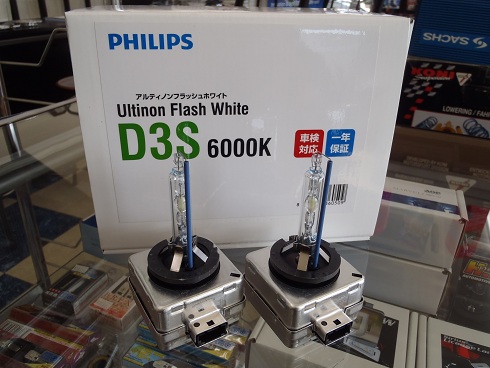 PHILIPS
アルティノンフラッシュホワイト
Ultinon Flash White
D3S 6000K
車検
対応
一年
保証
SACHS
KONI
LOWERING / FAH